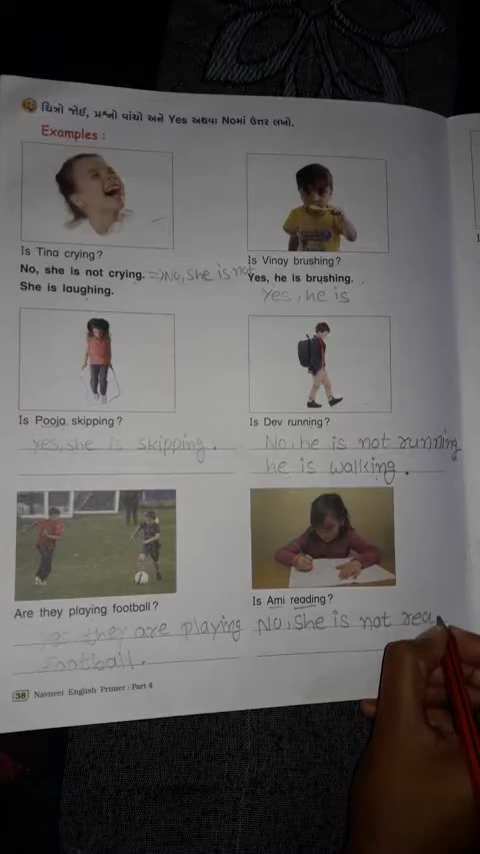 ચિત્રો જોઈ, પ્રશ્નો વાંચો અને Yes અથવા Noમાં ઉત્તર લખો.
Examples :
Is Tina crying?
No, she is not crying. ⇒No, she is not
She is laughing.
Is Vinay brushing?
Yes, he is brushing.
Yes, he is
Is Pooja skipping?
yes, she is skipping.
Is Dev running?
No, he is not running
he is walking.
Are they playing football?
they are playing
football.
Is Ami reading?
No, she is not rea
38 Navneet English Primer : Part 4